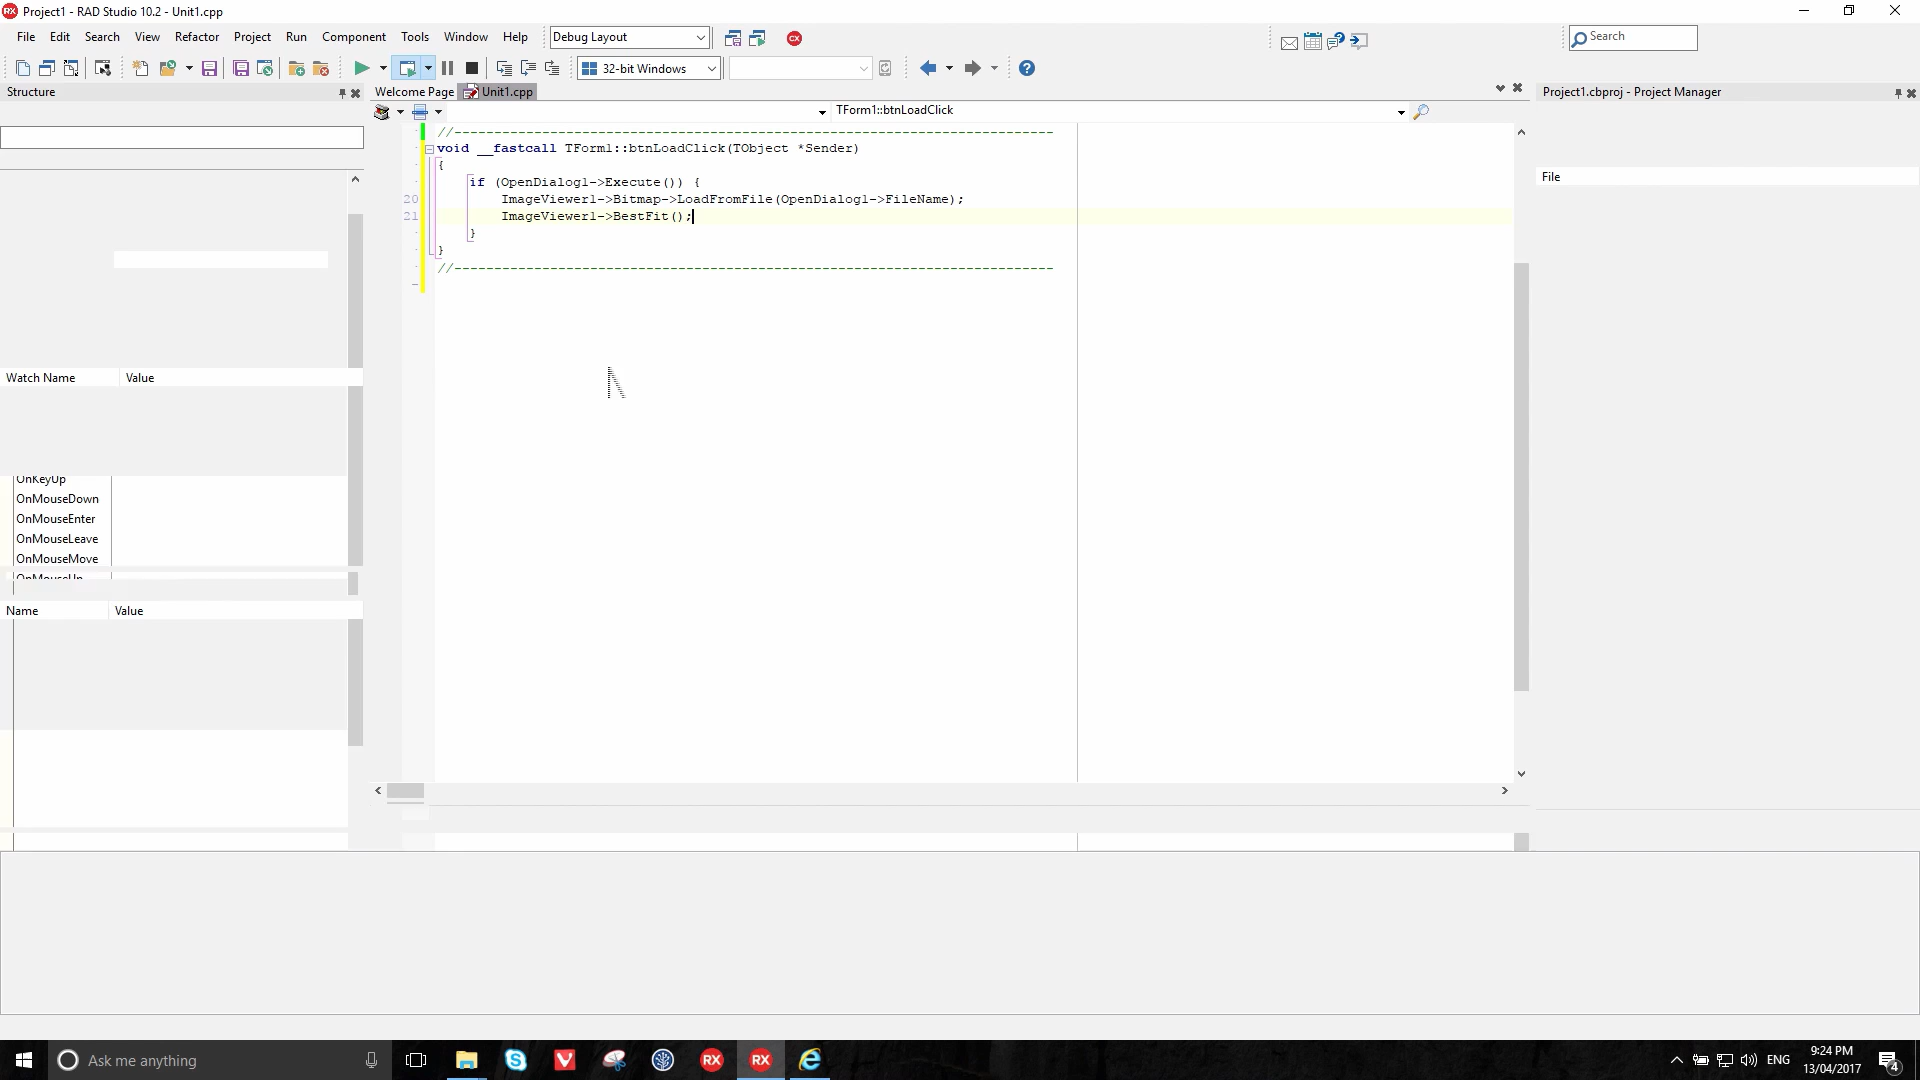 Project1 - RAD Studio 10.2 - Unit1.cpp
File Edit Search View Refactor Project Run Component Tools Window Help
Debug Layout
Search
32-bit Windows
Structure
Welcome Page Unit1.cpp
Project1.cbproj - Project Manager
TForm1::btnLoadClick
//---------------------------------------------------------------------------
void __fastcall TForm1::btnLoadClick(TObject *Sender)
{
if (OpenDialog1->Execute()) {
20 ImageViewer1->Bitmap->LoadFromFile(OpenDialog1->FileName);
21 ImageViewer1->BestFit();
}
}
//---------------------------------------------------------------------------
File
Watch Name Value
OnKeyUp
OnMouseDown
OnMouseEnter
OnMouseLeave
OnMouseMove
OnMouseUp
Name Value
Ask me anything
ENG
9:24 PM
13/04/2017
4